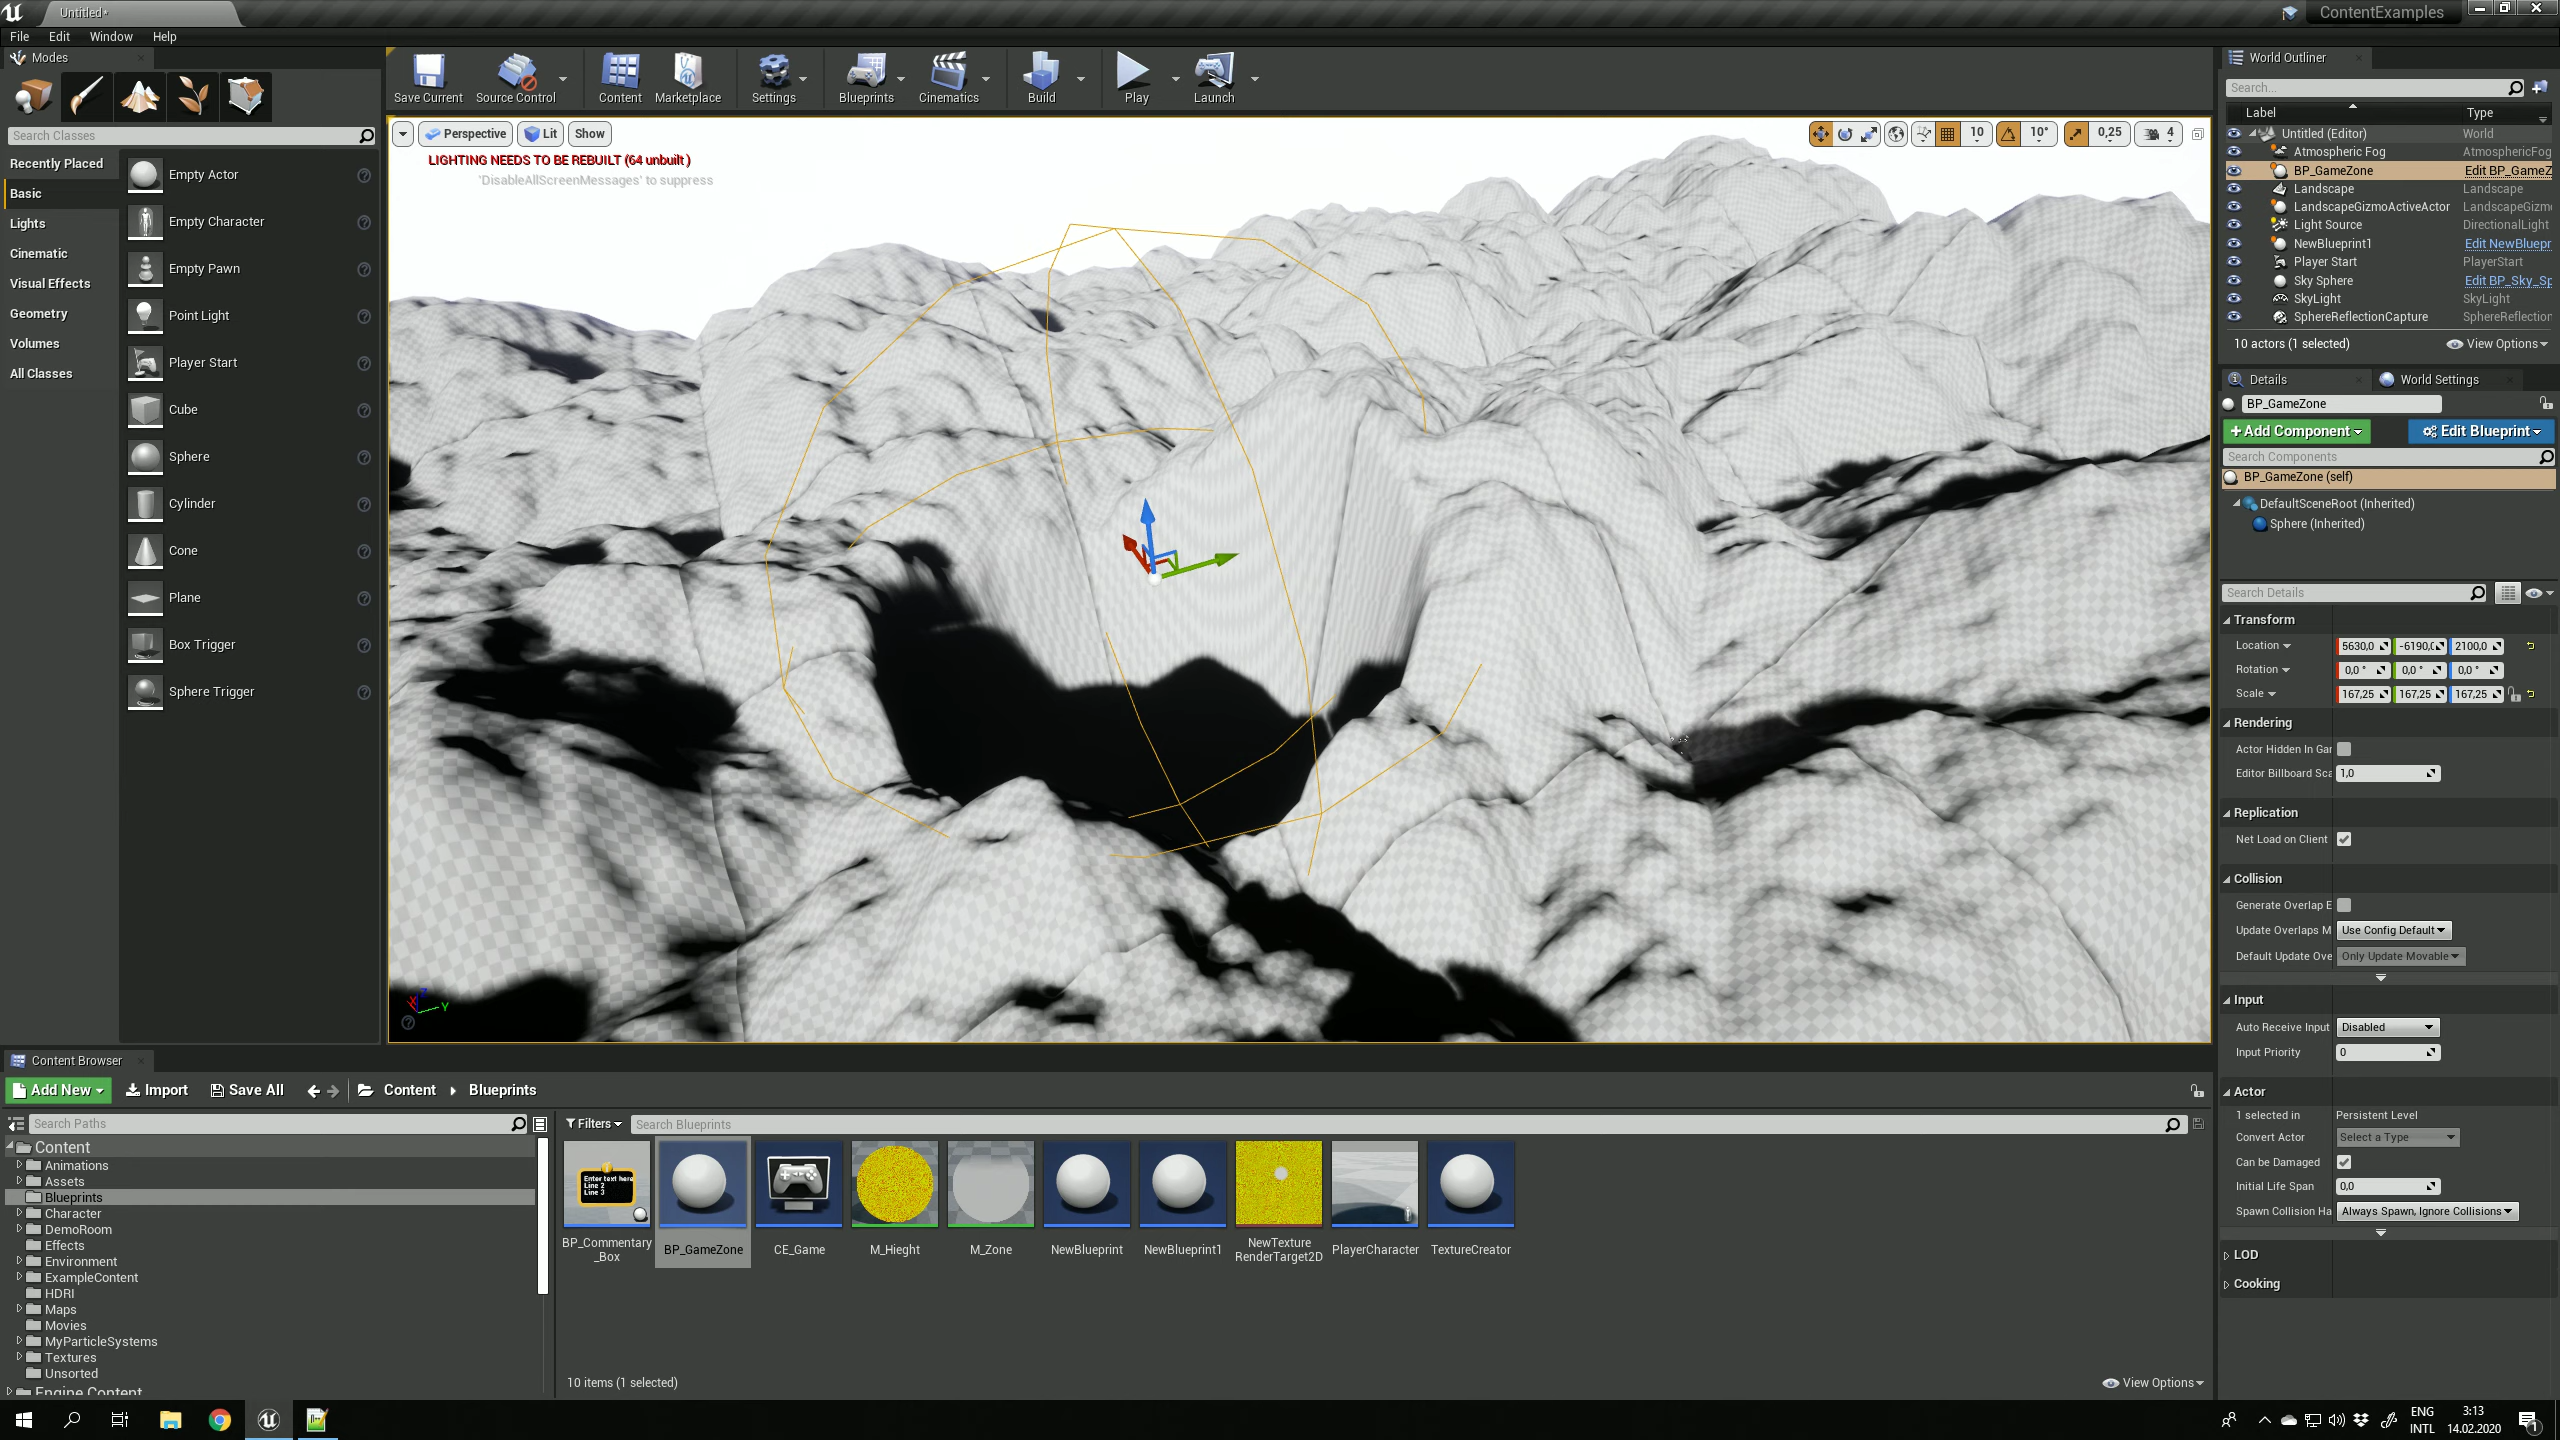 Untitled*
ContentExamples
File Edit Window Help
Modes
Search Classes
Recently Placed
Basic
Lights
Cinematic
Visual Effects
Geometry
Volumes
All Classes
Empty Actor
Empty Character
Empty Pawn
Point Light
Player Start
Cube
Sphere
Cylinder
Cone
Plane
Box Trigger
Sphere Trigger
Save Current Source Control Content Marketplace Settings Blueprints Cinematics Build Play Launch
Perspective Lit Show
10 10° 0,25 4
LIGHTING NEEDS TO BE REBUILT (64 unbuilt )
'DisableAllScreenMessages' to suppress
X Z Y
World Outliner
Search...
Label Type
Untitled (Editor) World
Atmospheric Fog AtmosphericFog
BP_GameZone Edit BP_GameZ
Landscape Landscape
LandscapeGizmoActiveActor LandscapeGizmo
Light Source DirectionalLight
NewBlueprint1 Edit NewBluepr
Player Start PlayerStart
Sky Sphere Edit BP_Sky_Sp
SkyLight SkyLight
SphereReflectionCapture SphereReflection
10 actors (1 selected) View Options
Details World Settings
BP_GameZone
+Add Component Edit Blueprint
Search Components
BP_GameZone (self)
DefaultSceneRoot (Inherited)
Sphere (Inherited)
Search Details
Transform
Location 5630,0 -6190,( 2100,0
Rotation 0,0 ° 0,0 ° 0,0 °
Scale 167,25 167,25 167,25
Rendering
Actor Hidden In Gar
Editor Billboard Sca 1,0
Replication
Net Load on Client
Collision
Generate Overlap E
Update Overlaps M Use Config Default
Default Update Ove Only Update Movable
Input
Auto Receive Input Disabled
Input Priority 0
Actor
1 selected in Persistent Level
Convert Actor Select a Type
Can be Damaged
Initial Life Span 0,0
Spawn Collision Ha Always Spawn, Ignore Collisions
LOD
Cooking
Content Browser
Add New Import Save All Content Blueprints
Search Paths
Content
Animations
Assets
Blueprints
Character
DemoRoom
Effects
Environment
ExampleContent
HDRI
Maps
Movies
MyParticleSystems
Textures
Unsorted
Engine Content
Filters Search Blueprints
Enter text here
Line 2
Line 3
BP_Commentary
_Box
BP_GameZone
CE_Game
M_Hieght
M_Zone
NewBlueprint
NewBlueprint1
NewTexture
RenderTarget2D
PlayerCharacter
TextureCreator
10 items (1 selected) View Options
ENG
INTL
3:13
14.02.2020
1